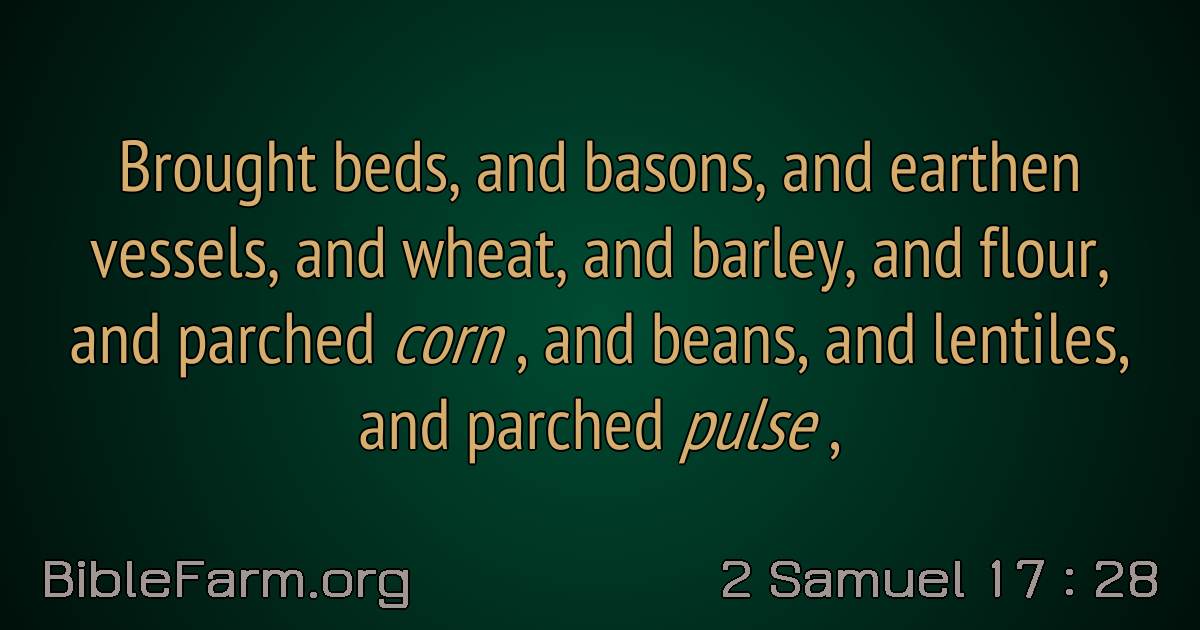 Brought beds, and basons, and earthen
vessels, and wheat, and barley, and flour,
and parched corn , and beans, and lentiles,
and parched pulse ,
BibleFarm.org
2 Samuel 17 : 28